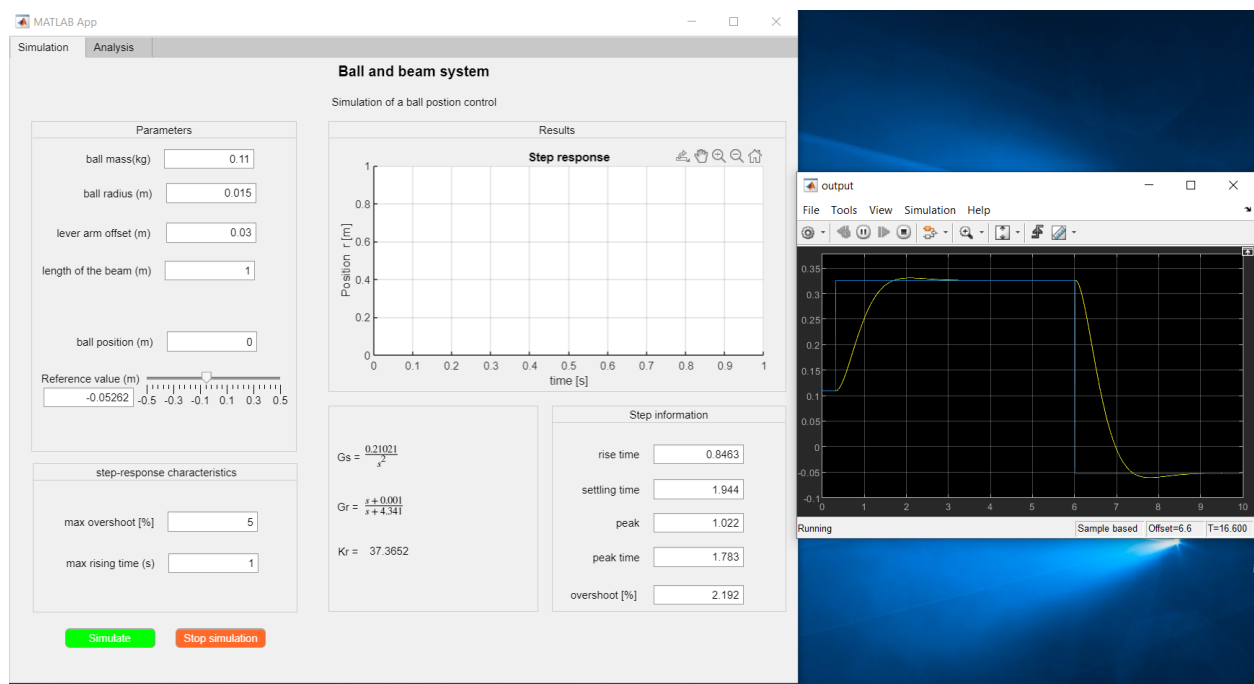 MATLAB App
Simulation Analysis
Ball and beam system
Simulation of a ball postion control
Parameters
ball mass(kg) 0.11
ball radius (m) 0.015
lever arm offset (m) 0.03
length of the beam (m) 1
ball position (m) 0
Reference value (m)
-0.05262
-0.5 -0.3 -0.1 0.1 0.3 0.5
step-response characteristics
max overshoot [%] 5
max rising time (s) 1
Simulate Stop simulation
Results
Step response
Position r [m]
1
0.8
0.6
0.4
0.2
0
0 0.1 0.2 0.3 0.4 0.5 0.6 0.7 0.8 0.9 1
time [s]
Gs = 0.21021 / s^2
Gr = s + 0.001 / s + 4.341
Kr = 37.3652
Step information
rise time 0.8463
settling time 1.944
peak 1.022
peak time 1.783
overshoot [%] 2.192
output
File Tools View Simulation Help
0.35
0.3
0.25
0.2
0.15
0.1
0.05
0
-0.05
-0.1
0 1 2 3 4 5 6 7 8 9 10
Running Sample based Offset=6.6 T=16.600